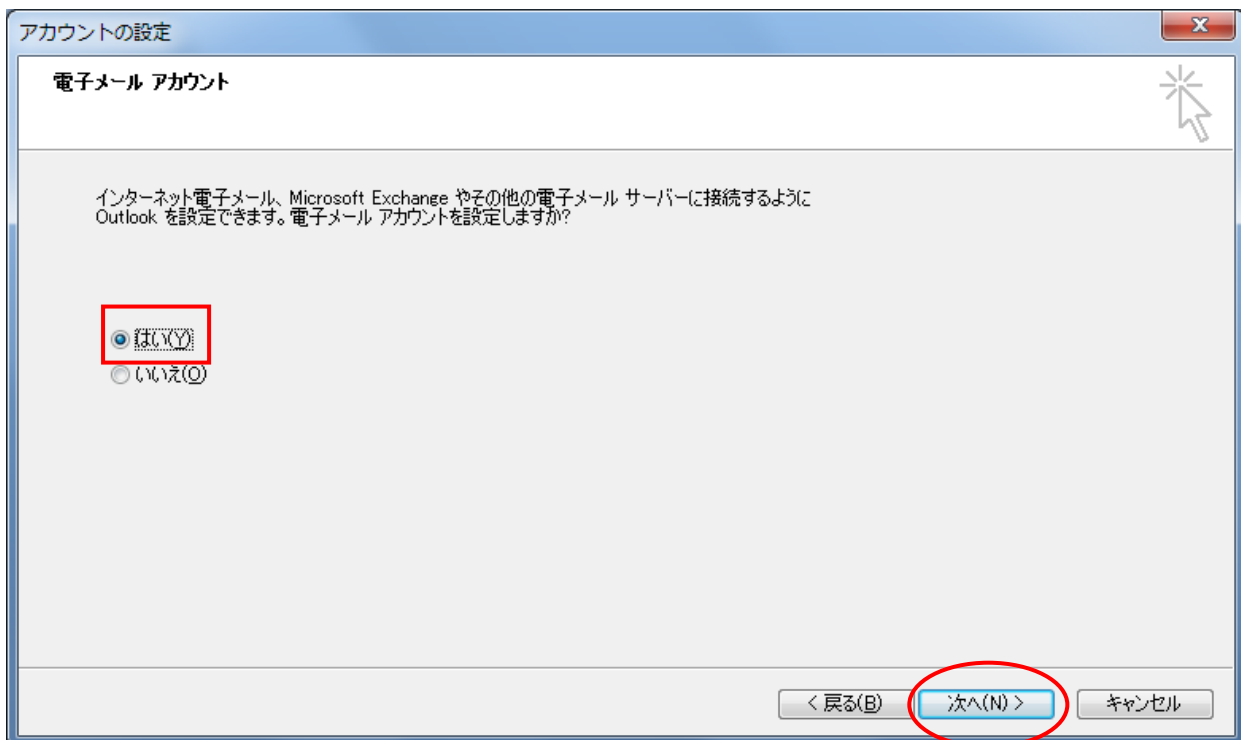 アカウントの設定
電子メール アカウント
インターネット電子メール、Microsoft Exchange やその他の電子メール サーバーに接続するように
Outlook を設定できます。電子メール アカウントを設定しますか?
はい(Y)
いいえ(O)
< 戻る(B) 次へ(N) > キャンセル